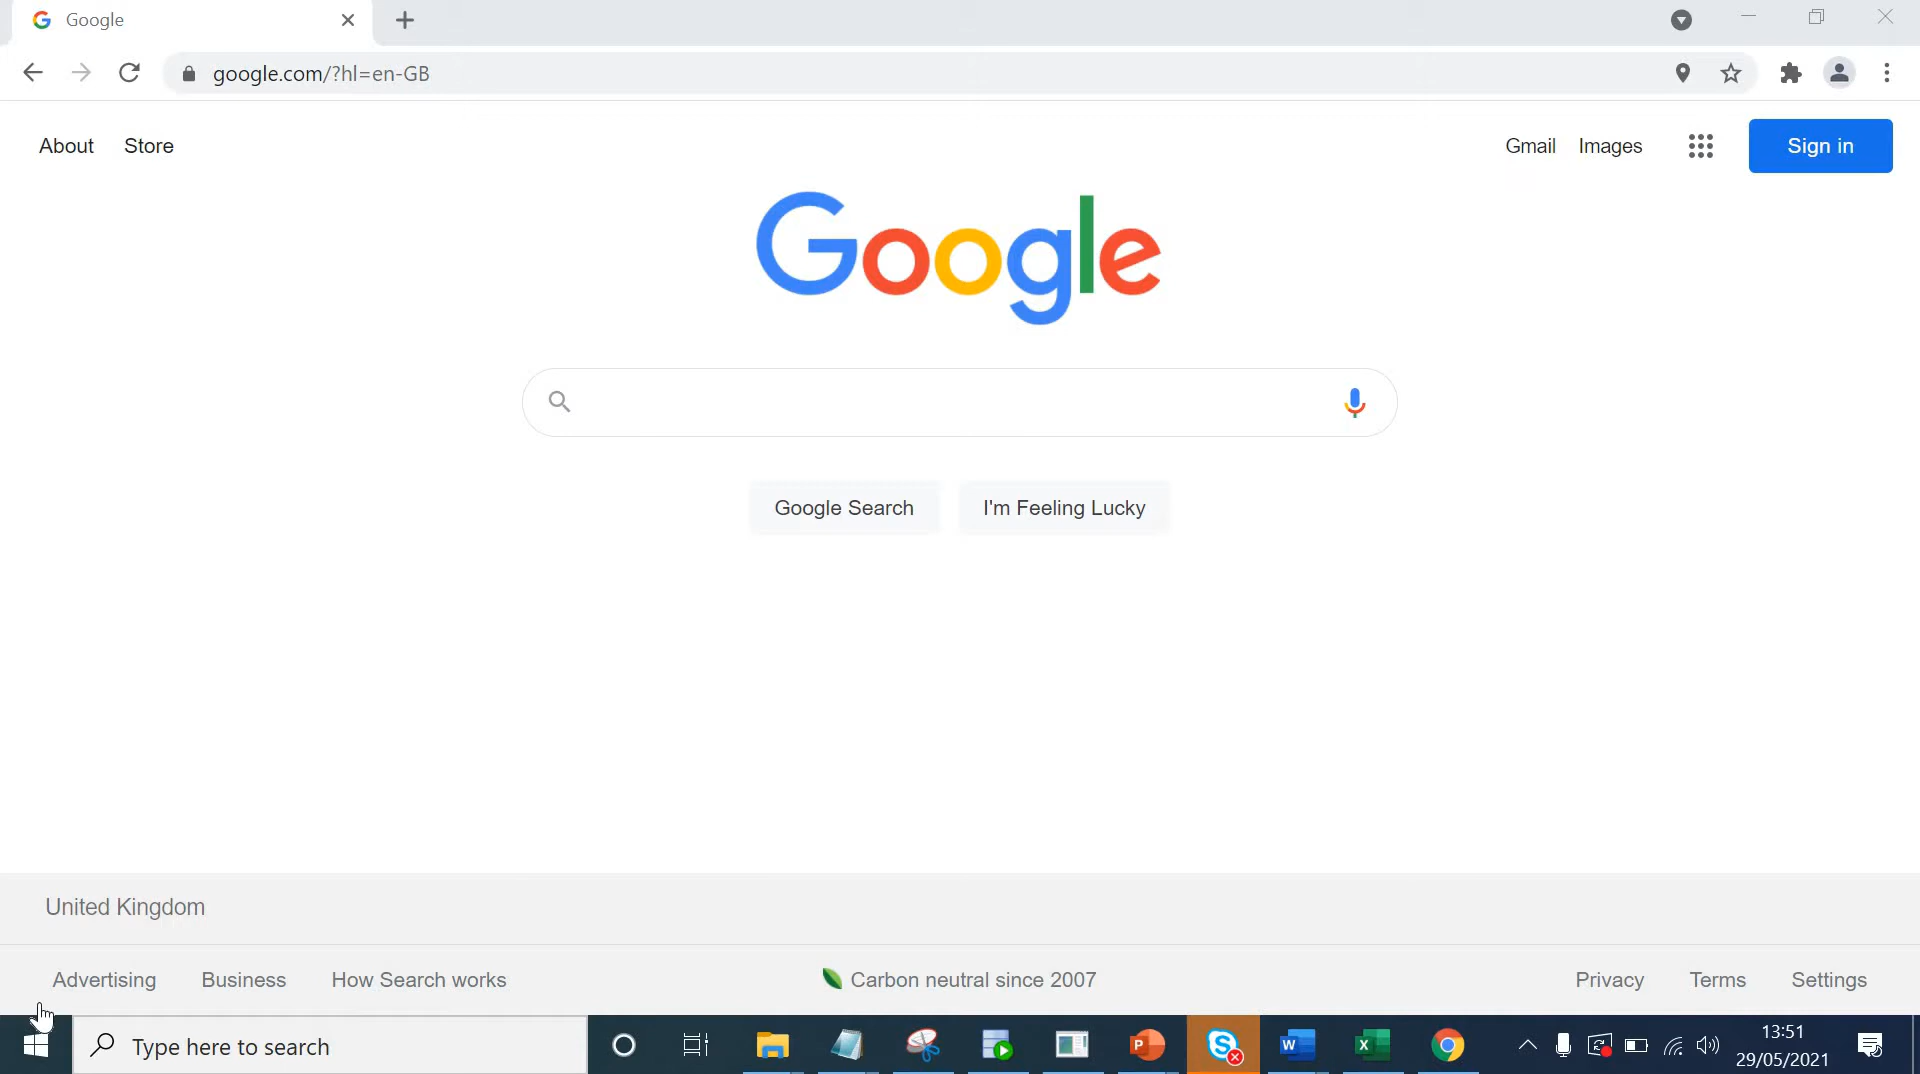 Google
google.com/?hl=en-GB
About Store Gmail Images Sign in
Google
Google Search I'm Feeling Lucky
United Kingdom
Advertising Business How Search works Carbon neutral since 2007 Privacy Terms Settings
Type here to search
13:51
29/05/2021